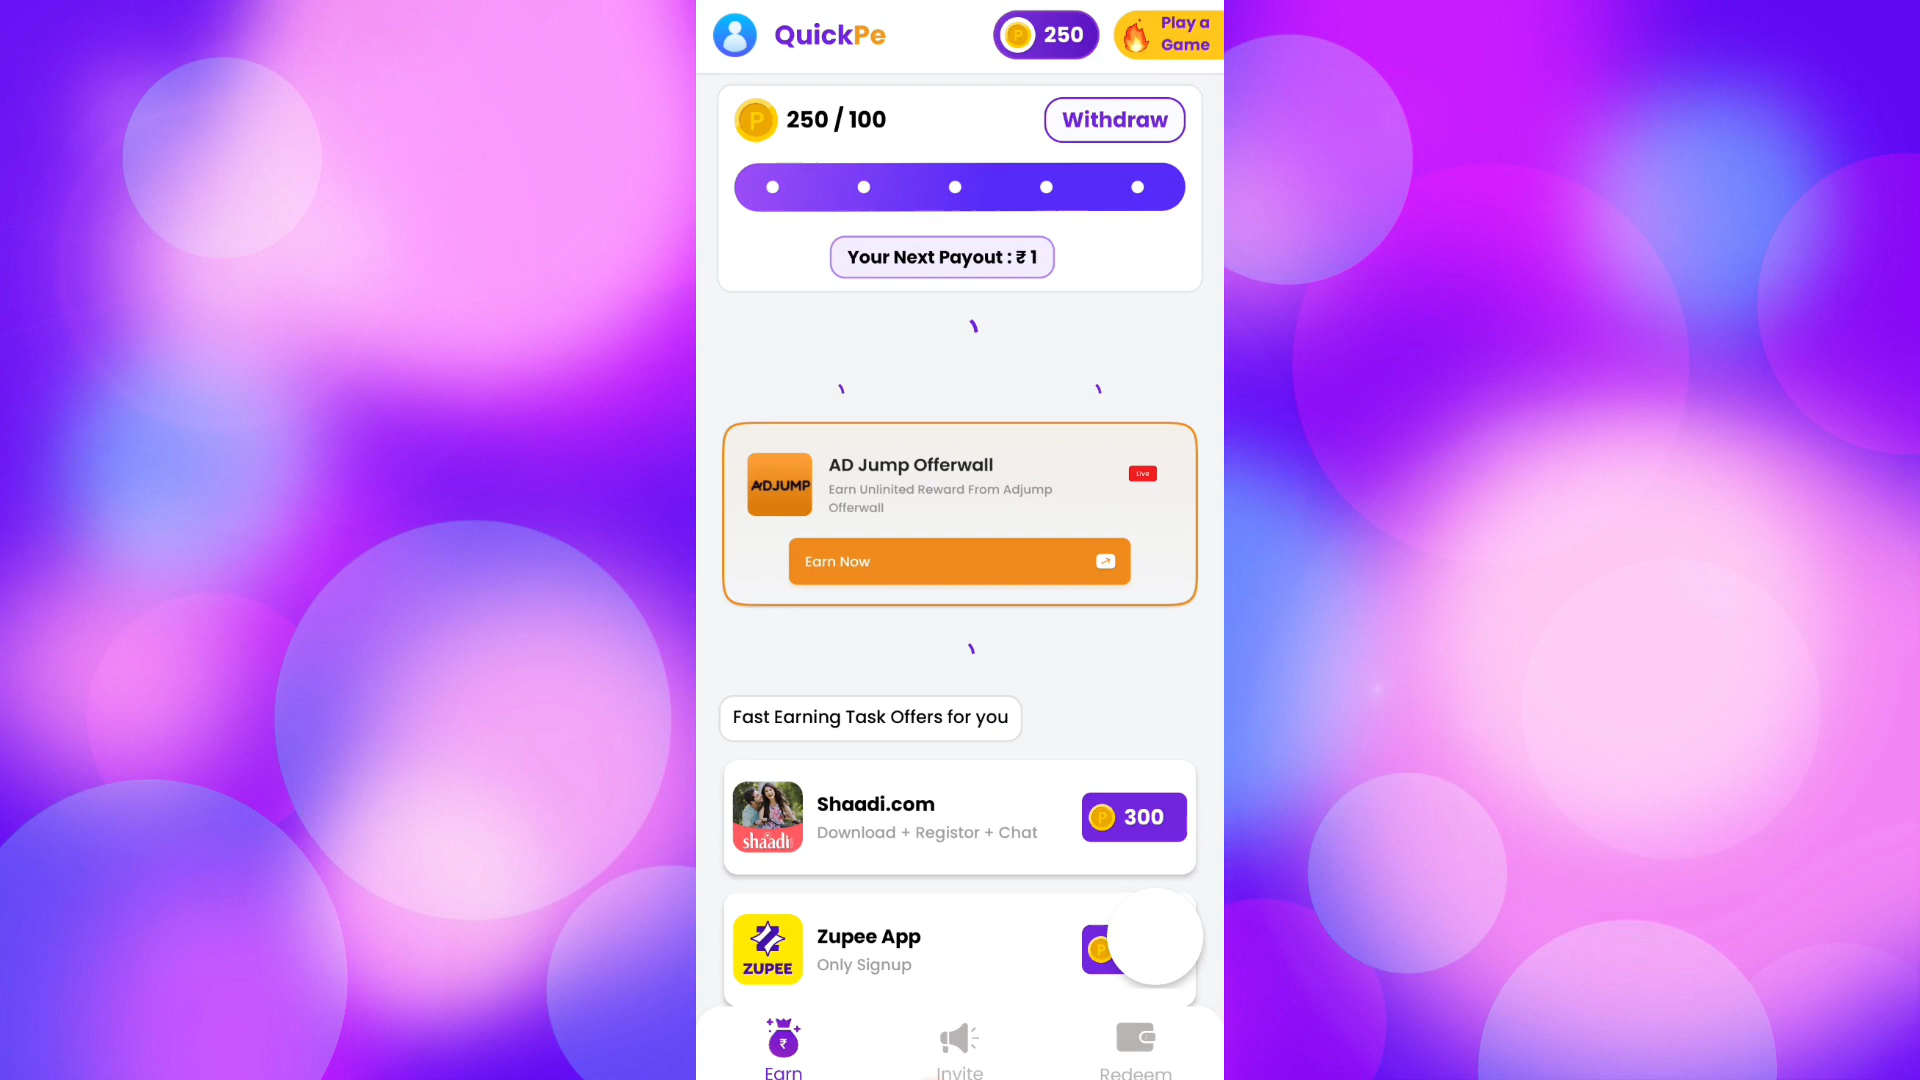 QuickPe
250
Play a
Game
P
250 / 100
Withdraw
Your Next Payout : ₹ 1
ADJUMP
AD Jump Offerwall
Live
Earn Unlinited Reward From Adjump
Offerwall
Earn Now
Fast Earning Task Offers for you
shaadi
Shaadi.com
Download + Registor + Chat
P 300
ZUPEE
Zupee App
Only Signup
P
₹
Earn
Invite
Redeem